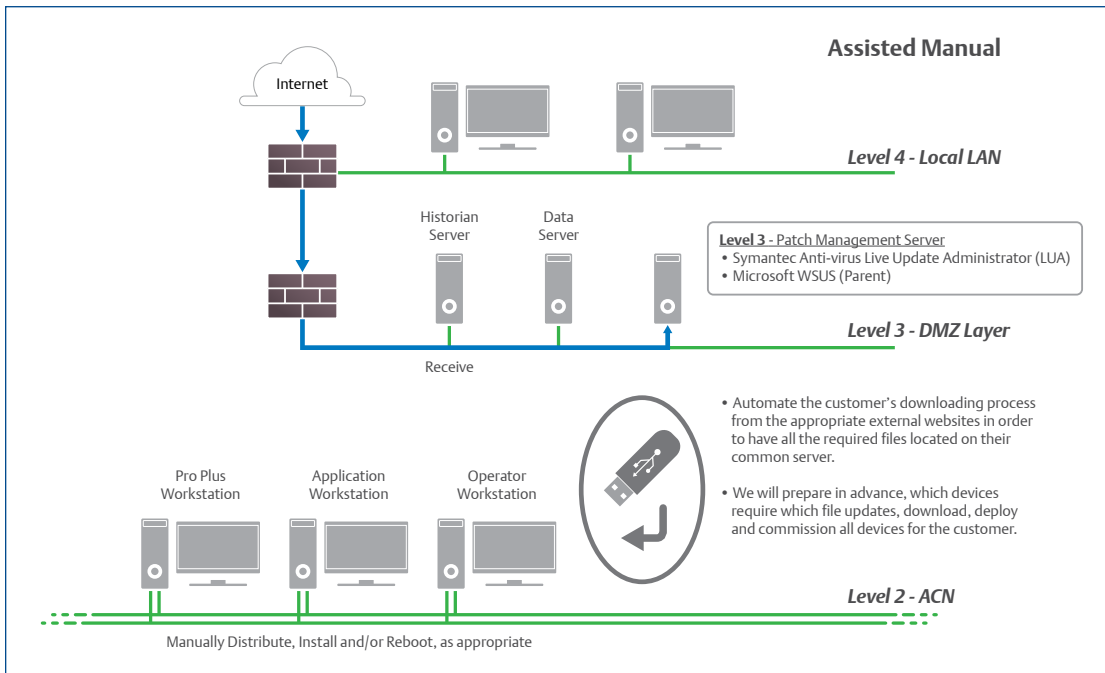 Assisted Manual
Internet
Level 4 - Local LAN
Historian
Server
Data
Server
Level 3 - Patch Management Server
• Symantec Anti-virus Live Update Administrator (LUA)
• Microsoft WSUS (Parent)
Level 3 - DMZ Layer
Receive
• Automate the customer’s downloading process
from the appropriate external websites in order
to have all the required files located on their
common server.
• We will prepare in advance, which devices
require which file updates, download, deploy
and commission all devices for the customer.
Pro Plus
Workstation
Application
Workstation
Operator
Workstation
Level 2 - ACN
Manually Distribute, Install and/or Reboot, as appropriate